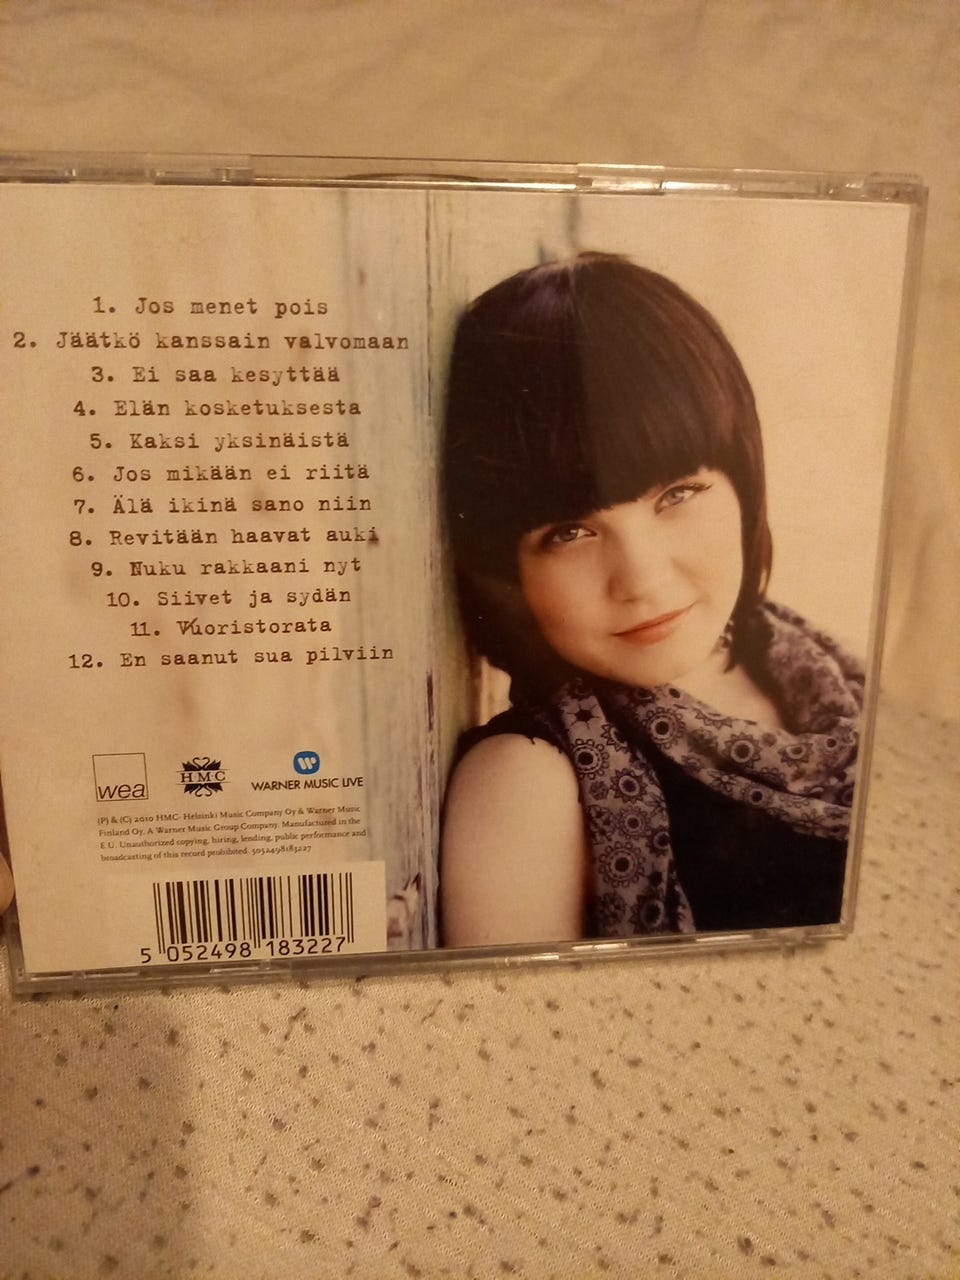 1. Jos menet pois
2. Jäätkö kanssain valvomaan
3. Ei saa kesyttää
4. Elän kosketuksesta
5. Kaksi yksinäistä
6. Jos mikään ei riitä
7. Älä ikinä sano niin
8. Revitään haavat auki
9. Nuku rakkaani nyt
10. Siivet ja sydän
11. Vuoristorata
12. En saanut sua pilviin
wea HMC WARNER MUSIC LIVE
(P) & (C) 2010 HMC- Helsinki Music Company Oy & Warner Music
Finland Oy. A Warner Music Group Company. Manufactured in the
E.U. Unauthorized copying, hiring, lending, public performance and
broadcasting of this record prohibited. 5052498183227
5 052498 183227